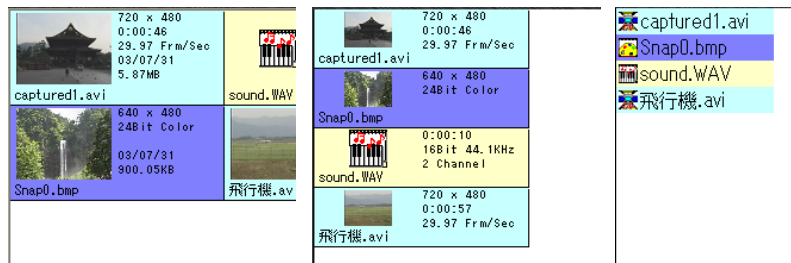 720 x 480
0:00:46
29.97 Frm/Sec
03/07/31
5.87MB
captured1.avi
sound.WAV
640 x 480
24Bit Color
03/07/31
900.05KB
Snap0.bmp
飛行機.av
720 x 480
0:00:46
29.97 Frm/Sec
captured1.avi
640 x 480
24Bit Color
Snap0.bmp
0:00:10
16Bit 44.1KHz
2 Channel
sound.WAV
720 x 480
0:00:57
29.97 Frm/Sec
飛行機.avi
captured1.avi
Snap0.bmp
sound.WAV
飛行機.avi